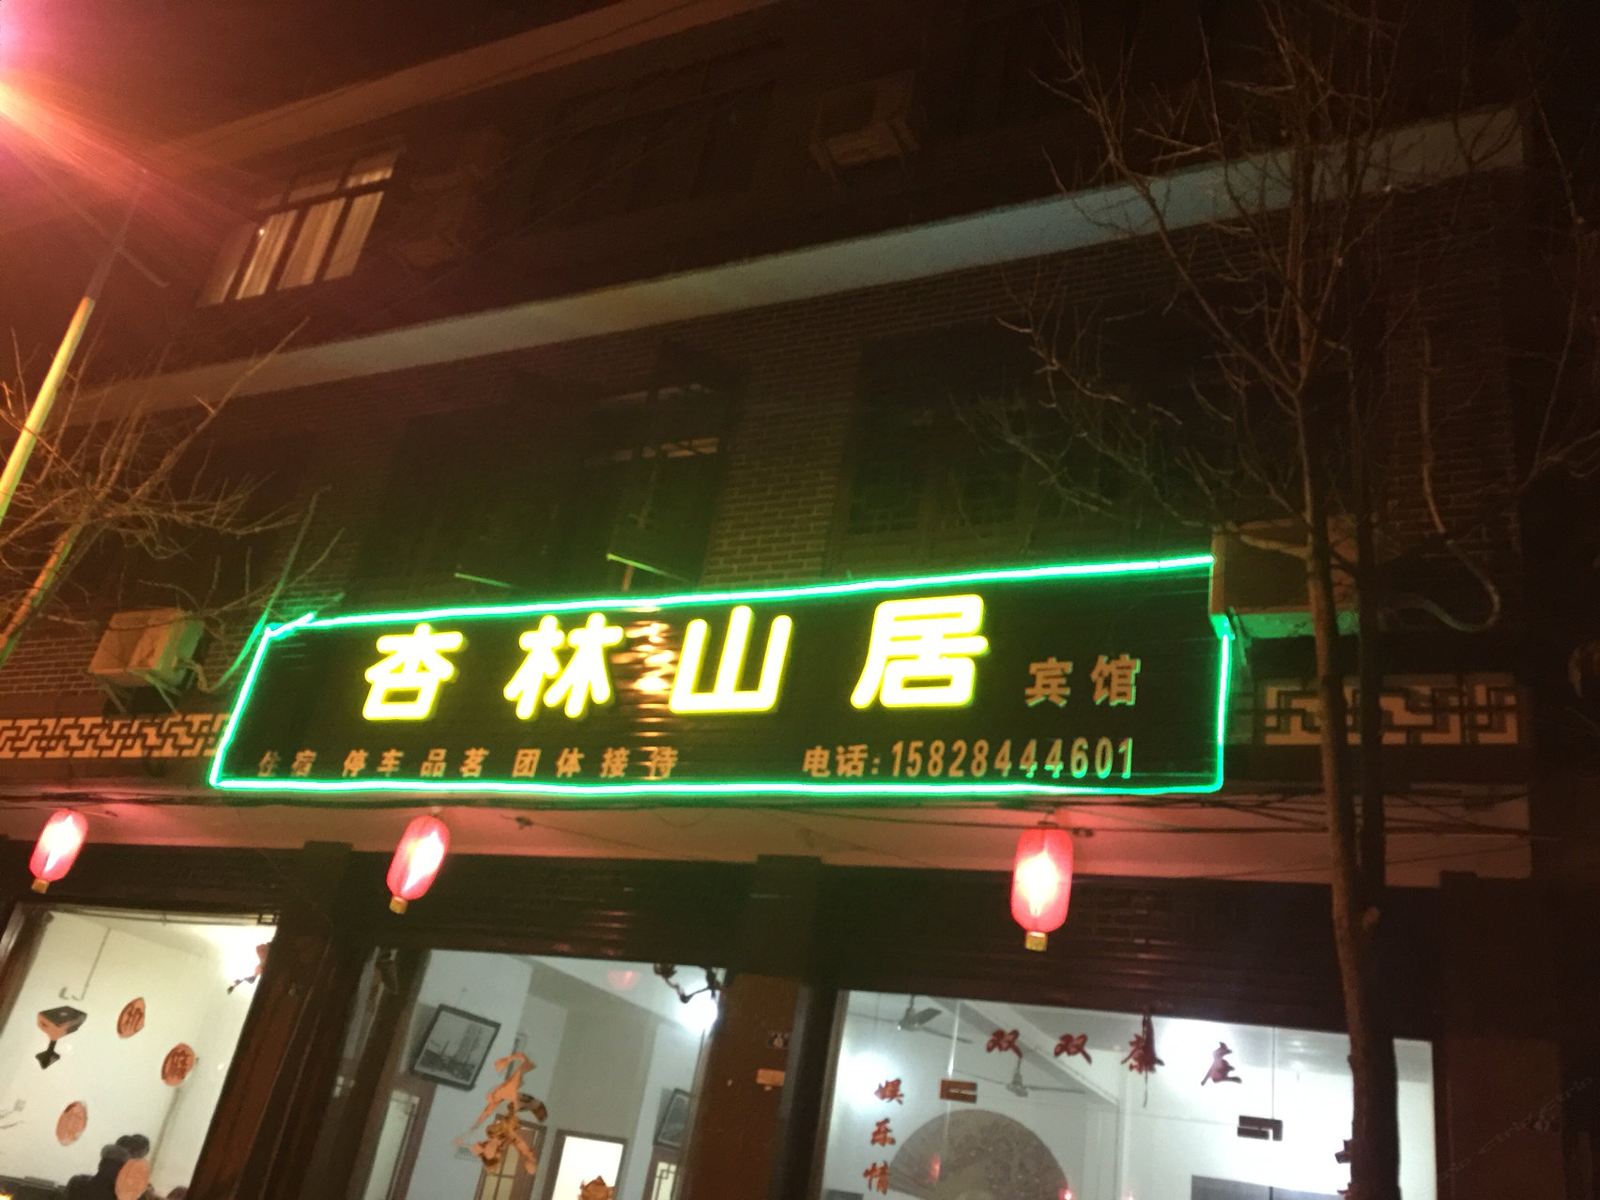 杏林山居 宾馆
住宿 停车 品茗 团体接待 电话:15828444601
双双茶庄
娱乐情